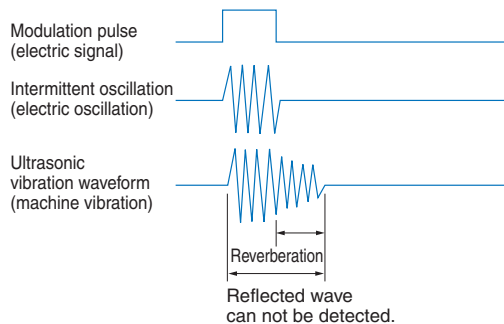 Modulation pulse
(electric signal)
Intermittent oscillation
(electric oscillation)
Ultrasonic
vibration waveform
(machine vibration)
Reverberation
Reflected wave
can not be detected.